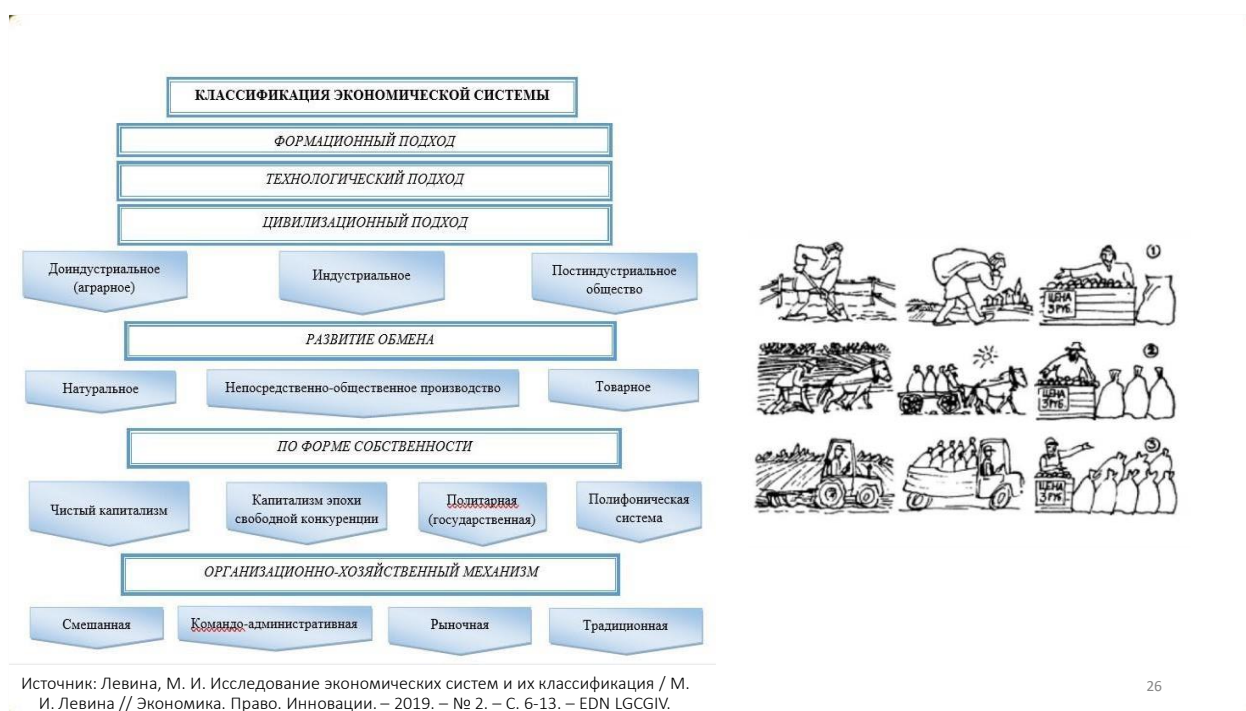 КЛАССИФИКАЦИЯ ЭКОНОМИЧЕСКОЙ СИСТЕМЫ
ФОРМАЦИОННЫЙ ПОДХОД
ТЕХНОЛОГИЧЕСКИЙ ПОДХОД
ЦИВИЛИЗАЦИОННЫЙ ПОДХОД
Доиндустриальное
(аграрное)
Индустриальное
Постиндустриальное
общество
РАЗВИТИЕ ОБМЕНА
Натуральное
Непосредственно-общественное производство
Товарное
ПО ФОРМЕ СОБСТВЕННОСТИ
Чистый капитализм
Капитализм эпохи
свободной конкуренции
Политарная
(государственная)
Полифоническая
система
ОРГАНИЗАЦИОННО-ХОЗЯЙСТВЕННЫЙ МЕХАНИЗМ
Смешанная
Командо-административная
Рыночная
Традиционная
Источник: Левина, М. И. Исследование экономических систем и их классификация / М.
И. Левина // Экономика. Право. Инновации. – 2019. – № 2. – С. 6-13. – EDN LGCGIV.
1
ЦЕНА
3 РУБ.
2
ЦЕНА
3 РУБ.
3
ЦЕНА
3 РУБ
26